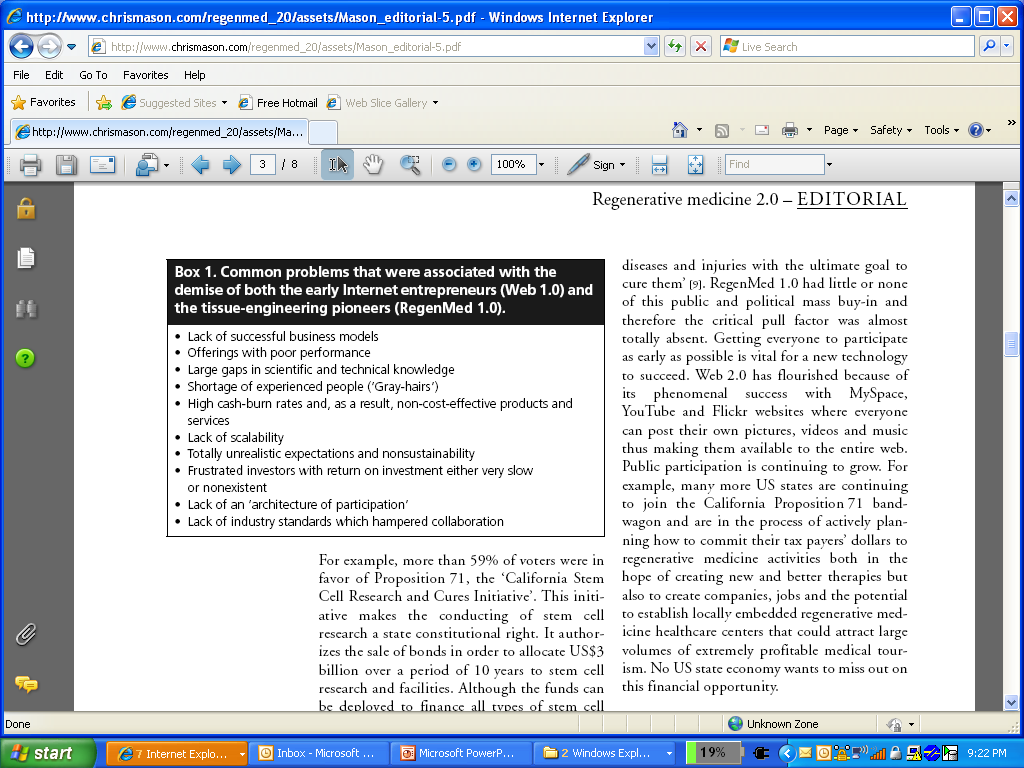 http://www.chrismason.com/regenmed_20/assets/Mason_editorial-5.pdf - Windows Internet Explorer
http://www.chrismason.com/regenmed_20/assets/Mason_editorial-5.pdf
Live Search
File Edit Go To Favorites Help
Favorites Suggested Sites Free Hotmail Web Slice Gallery
http://www.chrismason.com/regenmed_20/assets/Ma...
Page Safety Tools »
3 / 8 100% Sign Find
Regenerative medicine 2.0 – EDITORIAL
Box 1. Common problems that were associated with the
demise of both the early Internet entrepreneurs (Web 1.0) and
the tissue-engineering pioneers (RegenMed 1.0).
• Lack of successful business models
• Offerings with poor performance
• Large gaps in scientific and technical knowledge
• Shortage of experienced people (‘Gray-hairs’)
• High cash-burn rates and, as a result, non-cost-effective products and
services
• Lack of scalability
• Totally unrealistic expectations and nonsustainability
• Frustrated investors with return on investment either very slow
or nonexistent
• Lack of an ‘architecture of participation’
• Lack of industry standards which hampered collaboration
For example, more than 59% of voters were in
favor of Proposition 71, the ‘California Stem
Cell Research and Cures Initiative’. This initi-
ative makes the conducting of stem cell
research a state constitutional right. It author-
izes the sale of bonds in order to allocate US$3
billion over a period of 10 years to stem cell
research and facilities. Although the funds can
be deployed to finance all types of stem cell
diseases and injuries with the ultimate goal to
cure them’ [9]. RegenMed 1.0 had little or none
of this public and political mass buy-in and
therefore the critical pull factor was almost
totally absent. Getting everyone to participate
as early as possible is vital for a new technology
to succeed. Web 2.0 has flourished because of
its phenomenal success with MySpace,
YouTube and Flickr websites where everyone
can post their own pictures, videos and music
thus making them available to the entire web.
Public participation is continuing to grow. For
example, many more US states are continuing
to join the California Proposition 71 band-
wagon and are in the process of actively plan-
ning how to commit their tax payers’ dollars to
regenerative medicine activities both in the
hope of creating new and better therapies but
also to create companies, jobs and the potential
to establish locally embedded regenerative med-
icine healthcare centers that could attract large
volumes of extremely profitable medical tour-
ism. No US state economy wants to miss out on
this financial opportunity.
Done Unknown Zone
start 7 Internet Explo... Inbox - Microsoft ... Microsoft PowerP... 2 Windows Expl... 19% 9:22 PM